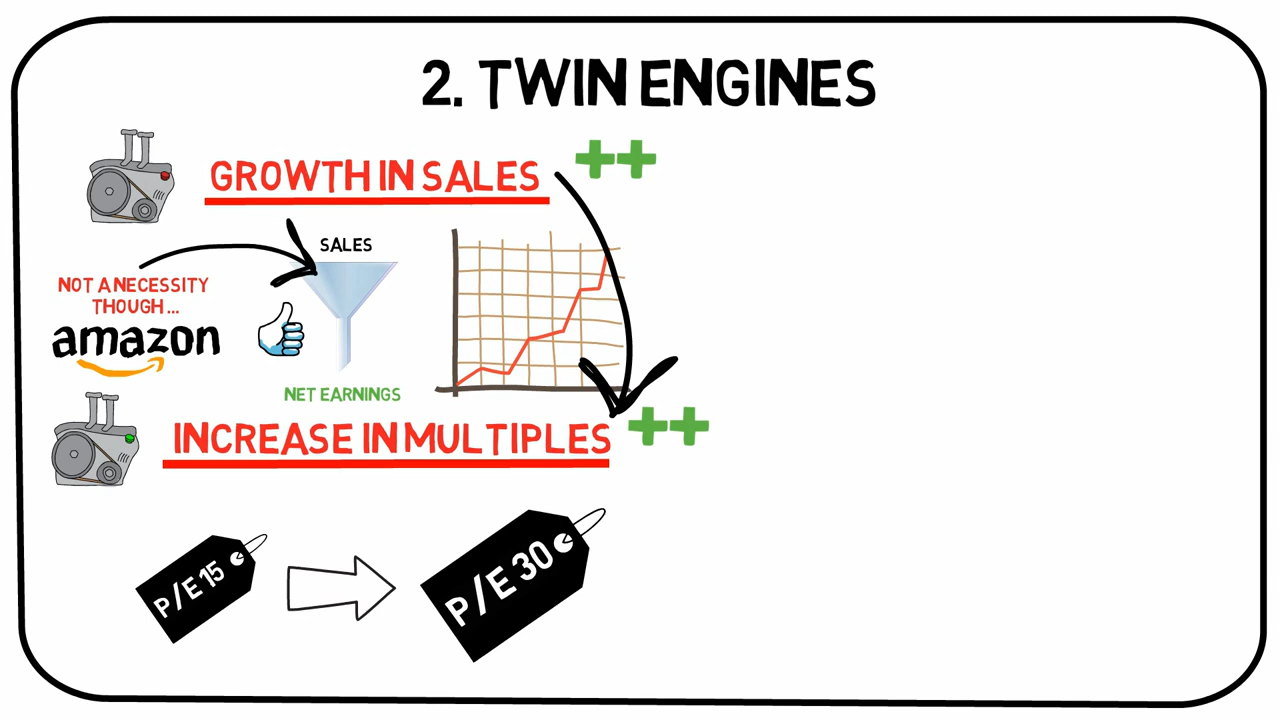 2. TWIN ENGINES
++
GROWTH IN SALES
SALES
NOT A NECESSITY
THOUGH...
amazon
NET EARNINGS
++
INCREASE IN MULTIPLES
P/E 15
P/E 30